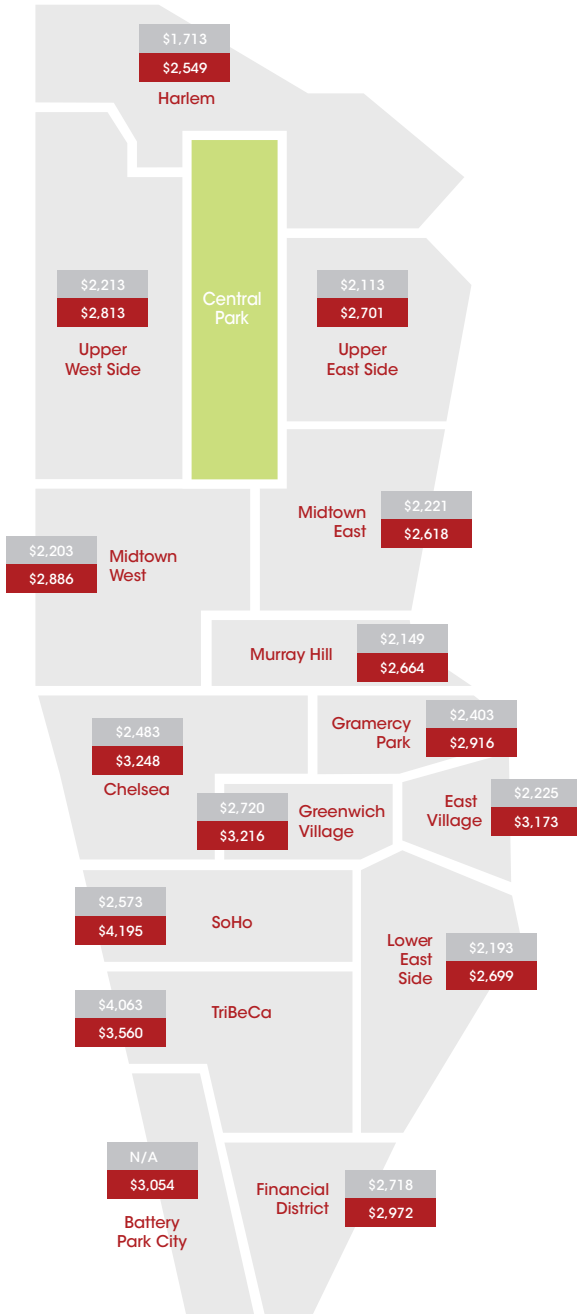 $1,713
$2,549
Harlem
$2,213
$2,813
Upper
West Side
Central
Park
$2,113
$2,701
Upper
East Side
Midtown
East
$2,221
$2,618
$2,203
$2,886
Midtown
West
Murray Hill
$2,149
$2,664
$2,483
$3,248
Chelsea
Gramercy
Park
$2,403
$2,916
$2,720
$3,216
Greenwich
Village
East
Village
$2,225
$3,173
$2,573
$4,195
SoHo
Lower
East
Side
$2,193
$2,699
$4,063
$3,560
TriBeCa
N/A
$3,054
Battery
Park City
Financial
District
$2,718
$2,972